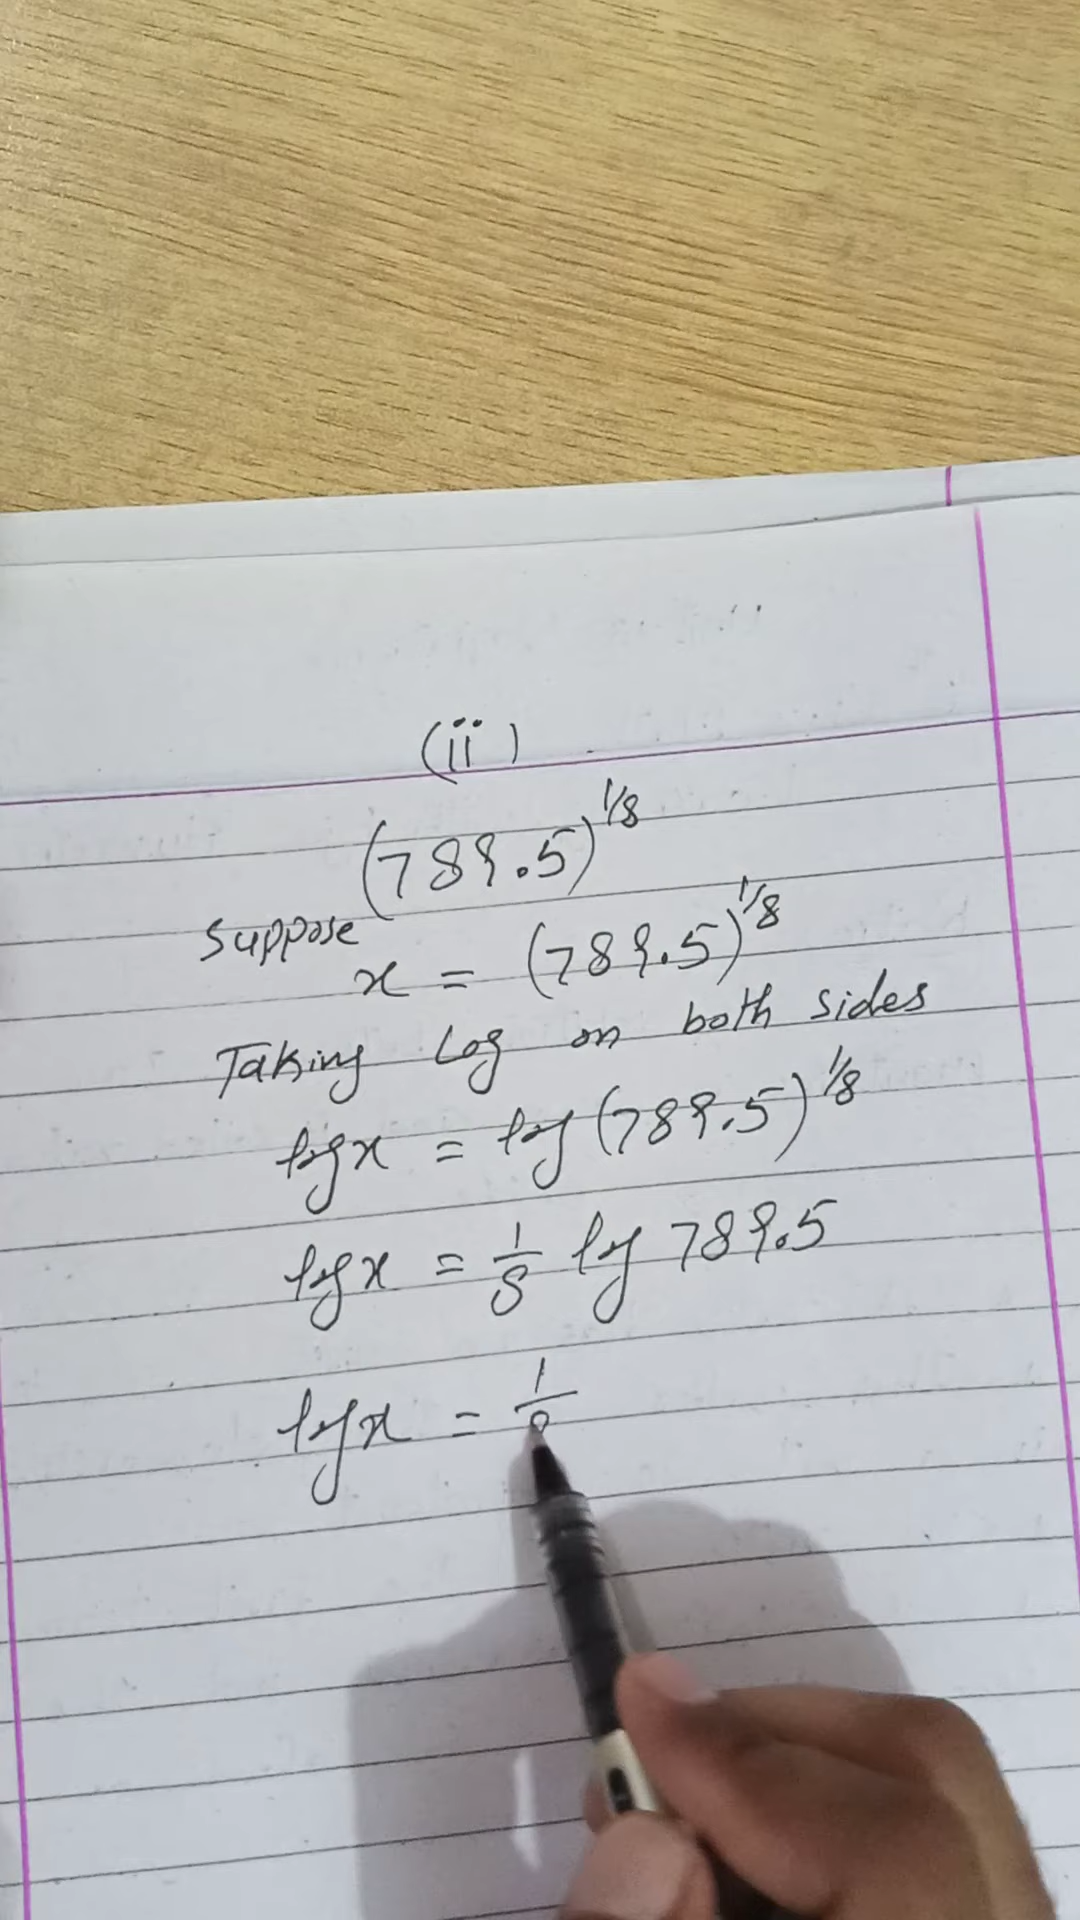 (ii)
(789.5)^1/8
Suppose
x = (789.5)^1/8
Taking Log on both sides
log x = log (789.5)^1/8
log x = 1/8 log 789.5
log x = 1/8